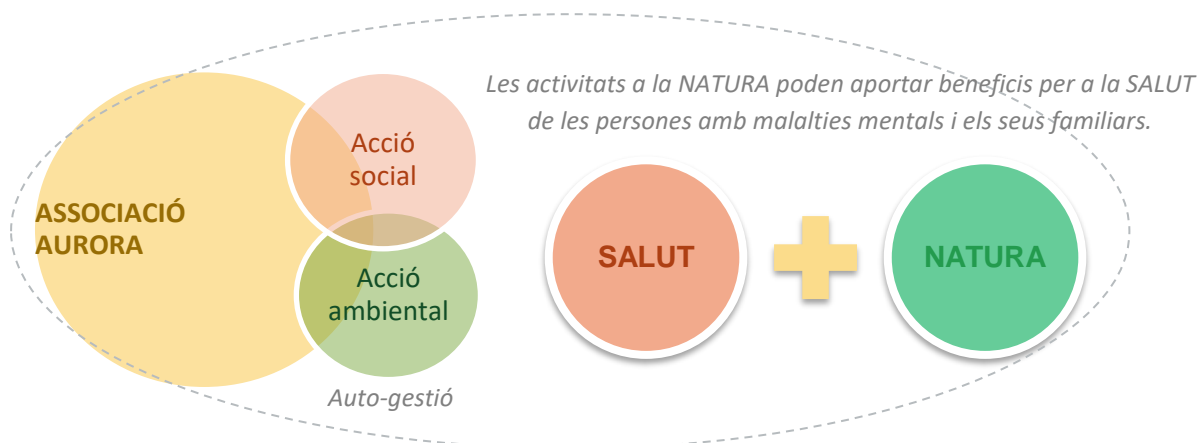 Les activitats a la NATURA poden aportar beneficis per a la SALUT
de les persones amb malalties mentals i els seus familiars.
ASSOCIACIÓ
AURORA
Acció
social
Acció
ambiental
Auto-gestió
SALUT
NATURA